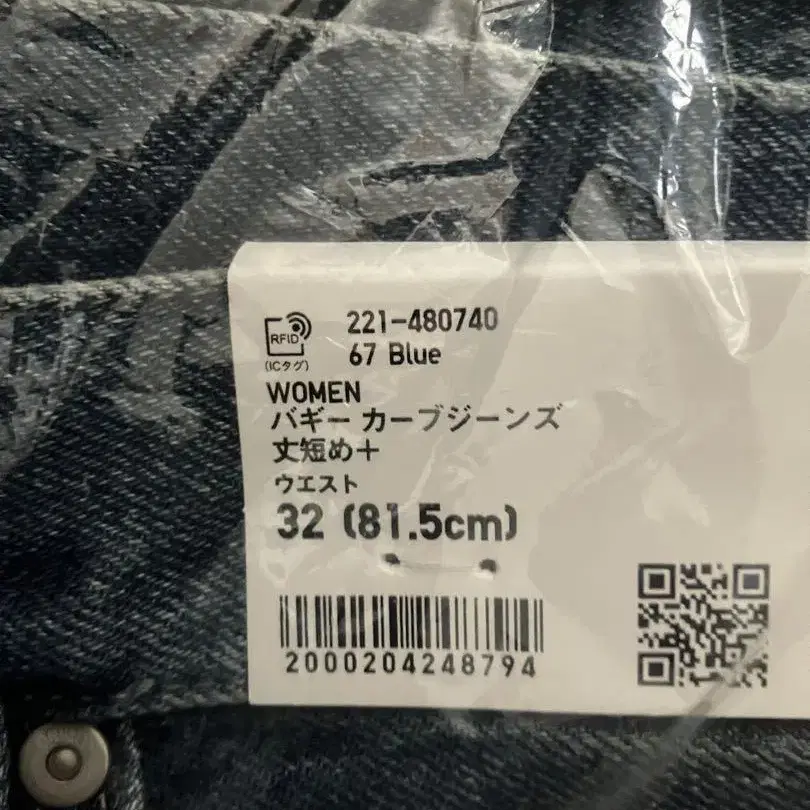 RFID
(ICタグ)
221-480740
67 Blue
WOMEN
バギー カーブジーンズ
丈短め＋
ウエスト
32 (81.5cm)
2000204248794